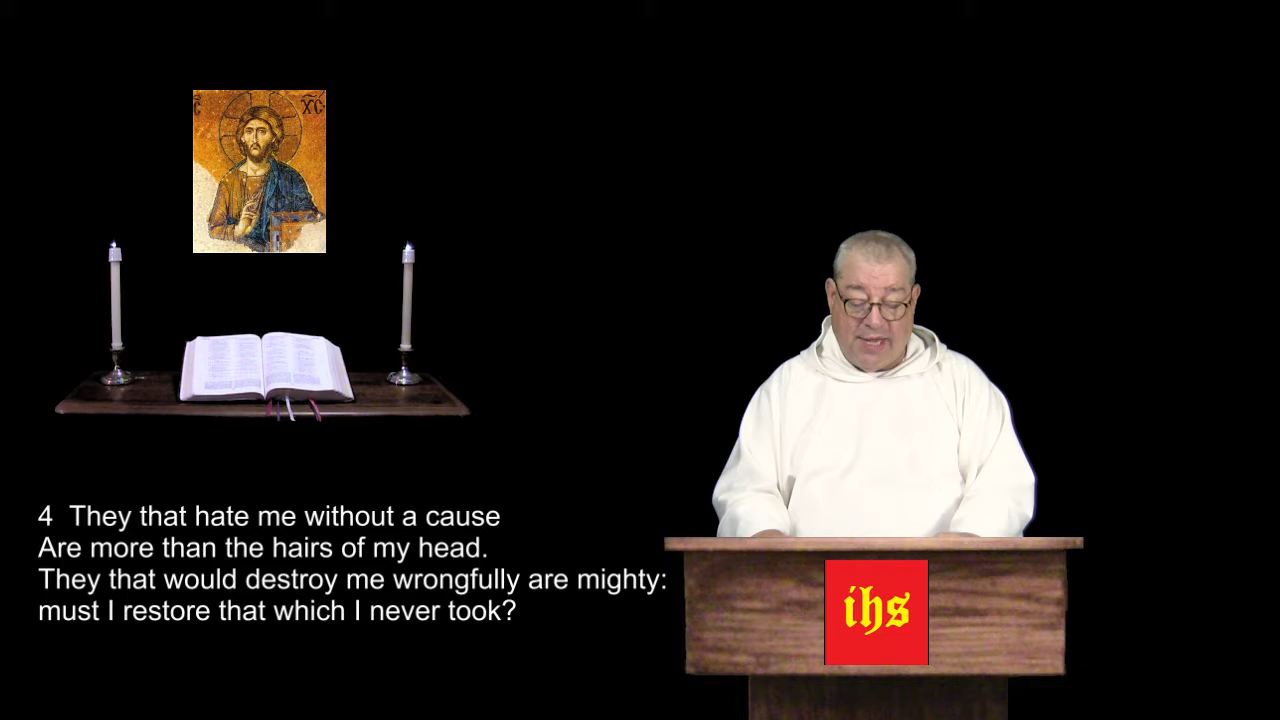 ΧC
4 They that hate me without a cause
Are more than the hairs of my head.
They that would destroy me wrongfully are mighty:
must I restore that which I never took?
ihs